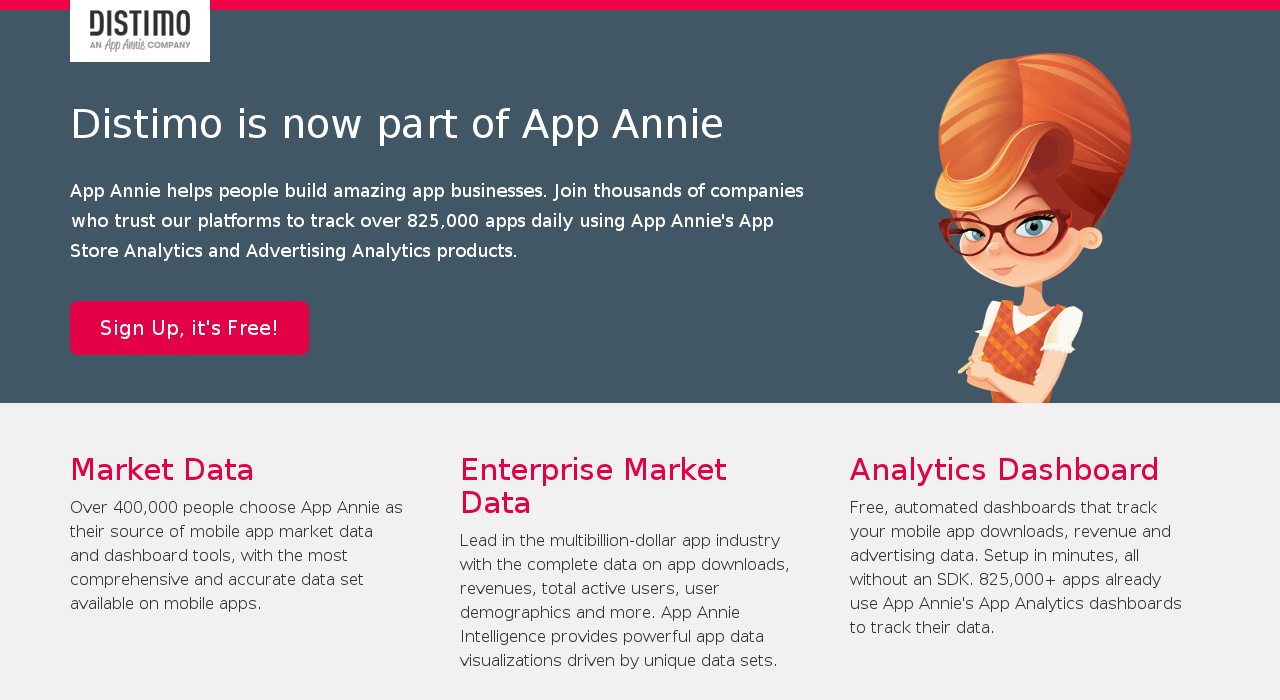 DISTIMO
AN App Annie COMPANY
Distimo is now part of App Annie
App Annie helps people build amazing app businesses. Join thousands of companies
who trust our platforms to track over 825,000 apps daily using App Annie's App
Store Analytics and Advertising Analytics products.
Sign Up, it's Free!
Market Data
Over 400,000 people choose App Annie as
their source of mobile app market data
and dashboard tools, with the most
comprehensive and accurate data set
available on mobile apps.
Enterprise Market
Data
Lead in the multibillion-dollar app industry
with the complete data on app downloads,
revenues, total active users, user
demographics and more. App Annie
Intelligence provides powerful app data
visualizations driven by unique data sets.
Analytics Dashboard
Free, automated dashboards that track
your mobile app downloads, revenue and
advertising data. Setup in minutes, all
without an SDK. 825,000+ apps already
use App Annie's App Analytics dashboards
to track their data.